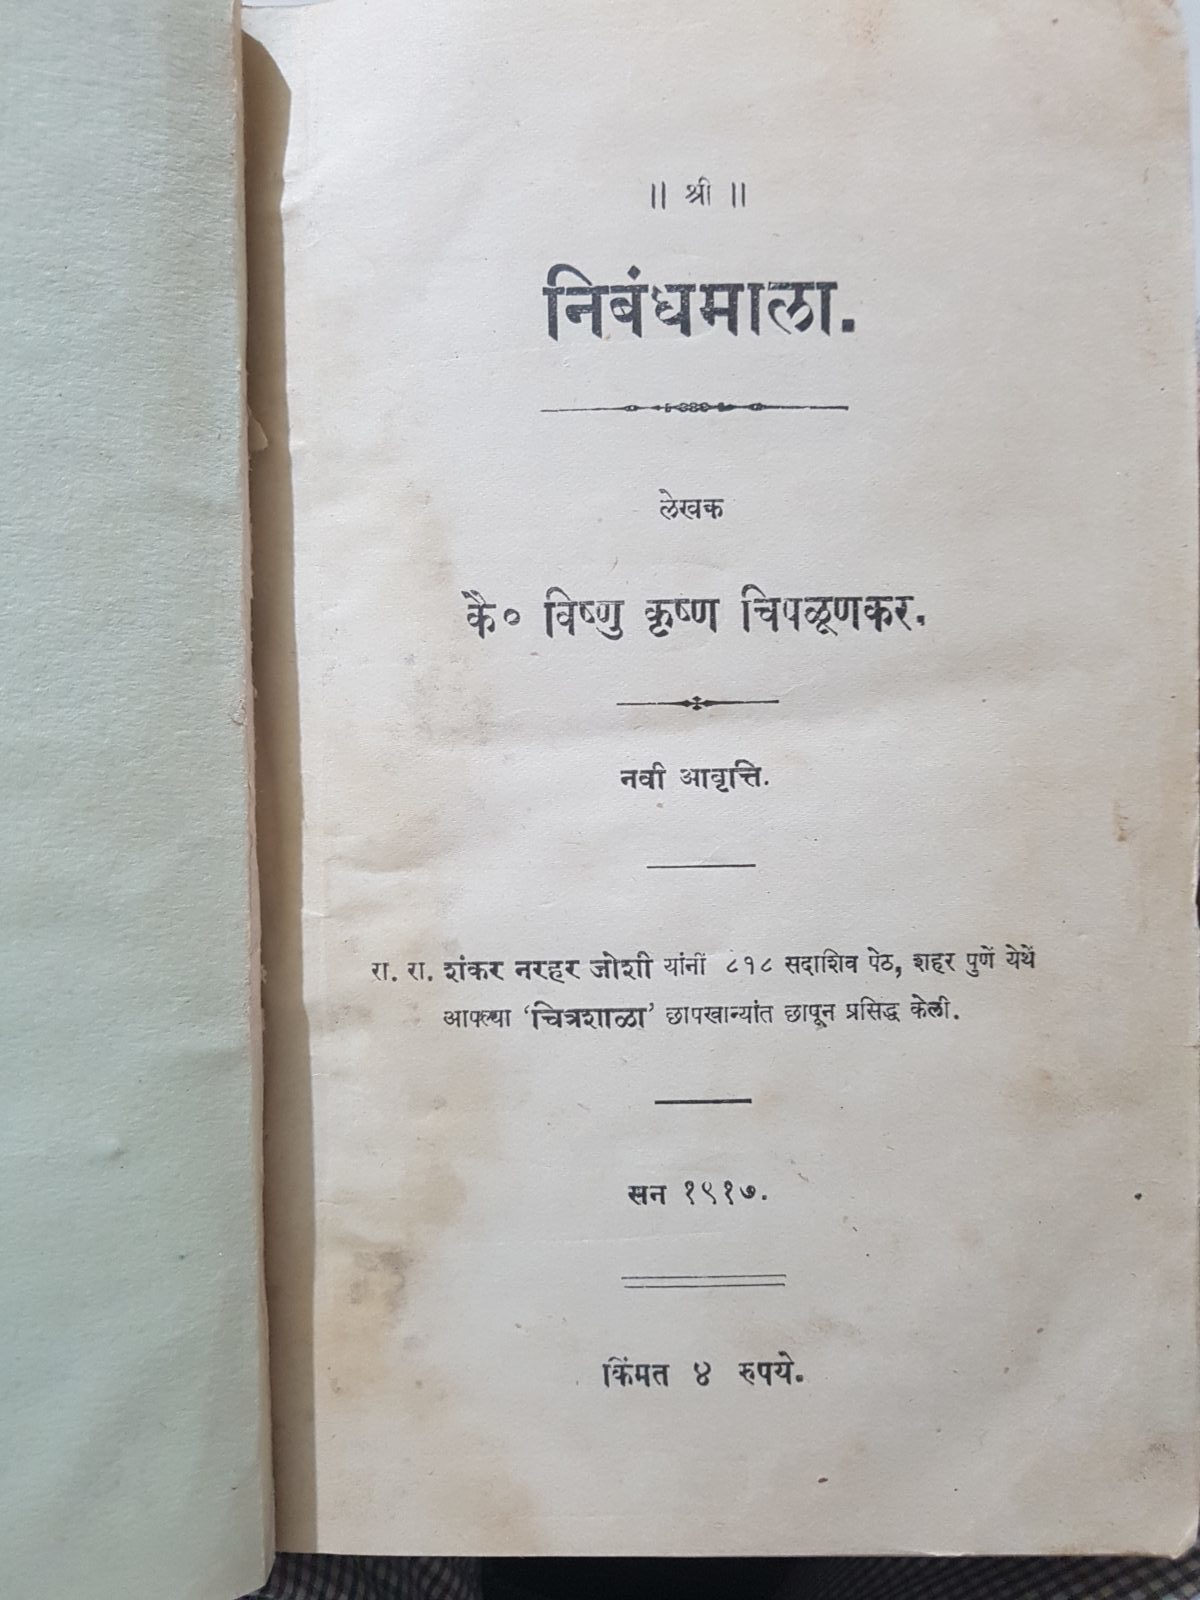 ॥ श्री ॥
निबंधमाला.
लेखक
कै० विष्णु कृष्ण चिपळूणकर.
नवी आवृत्ति.
रा. रा. शंकर नरहर जोशी यांनीं ८१८ सदाशिव पेठ, शहर पुणें येथें
आपल्या ‘चित्रशाळा’ छापखान्यांत छापून प्रसिद्ध केली.
सन १९१७.
किंमत ४ रुपये.